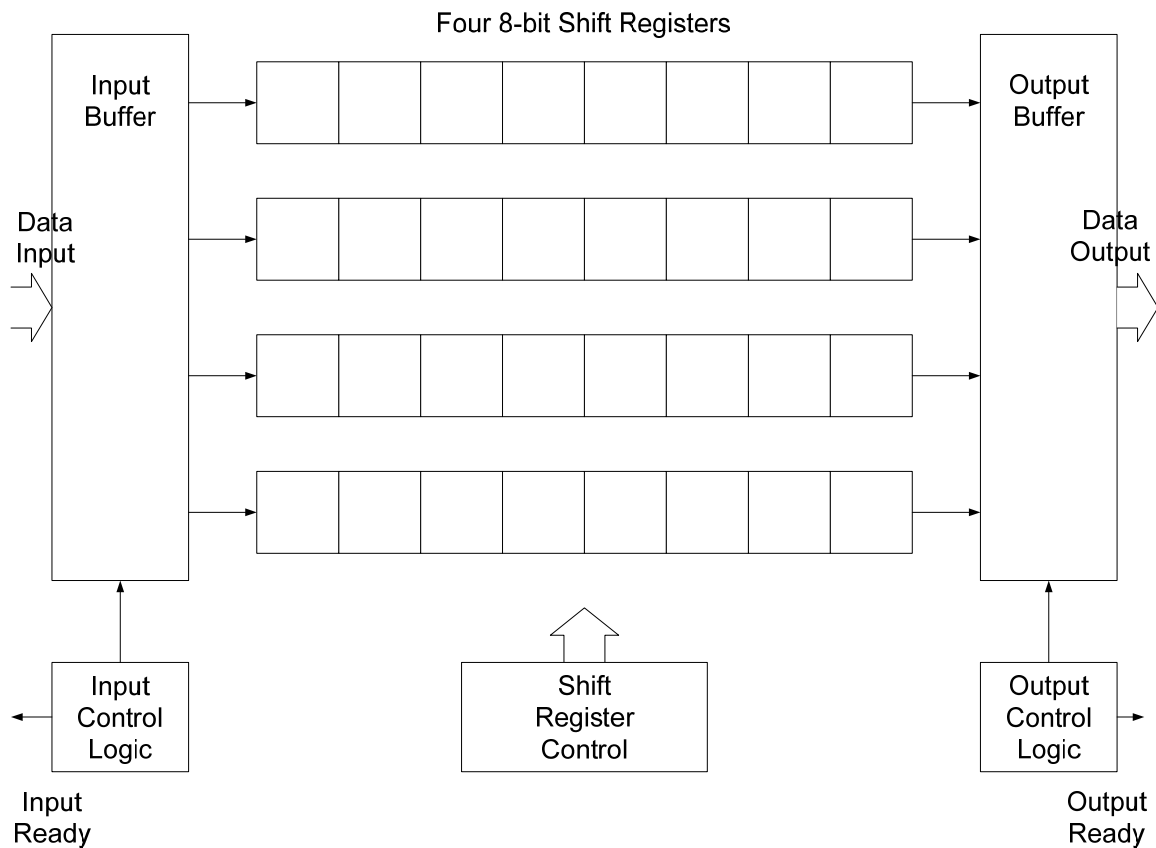 Four 8-bit Shift Registers
Input
Buffer
Output
Buffer
Data
Input
Data
Output
Input
Control
Logic
Shift
Register
Control
Output
Control
Logic
Input
Ready
Output
Ready